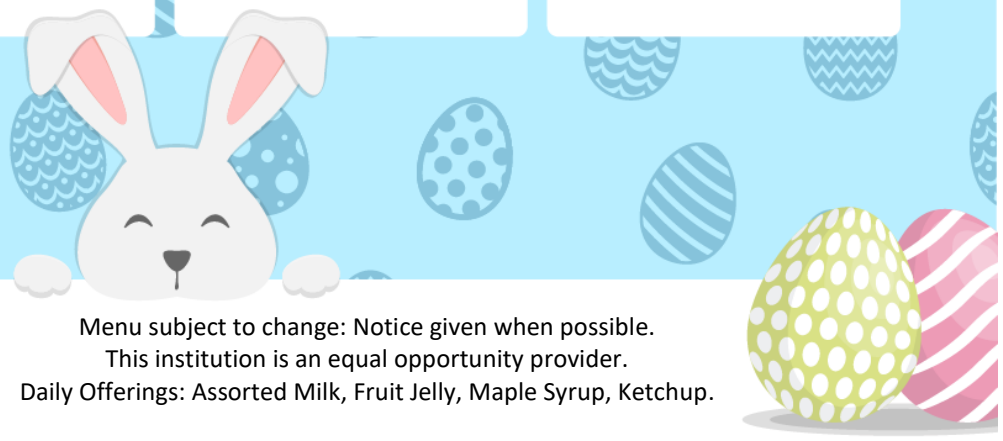 Menu subject to change: Notice given when possible.
This institution is an equal opportunity provider.
Daily Offerings: Assorted Milk, Fruit Jelly, Maple Syrup, Ketchup.